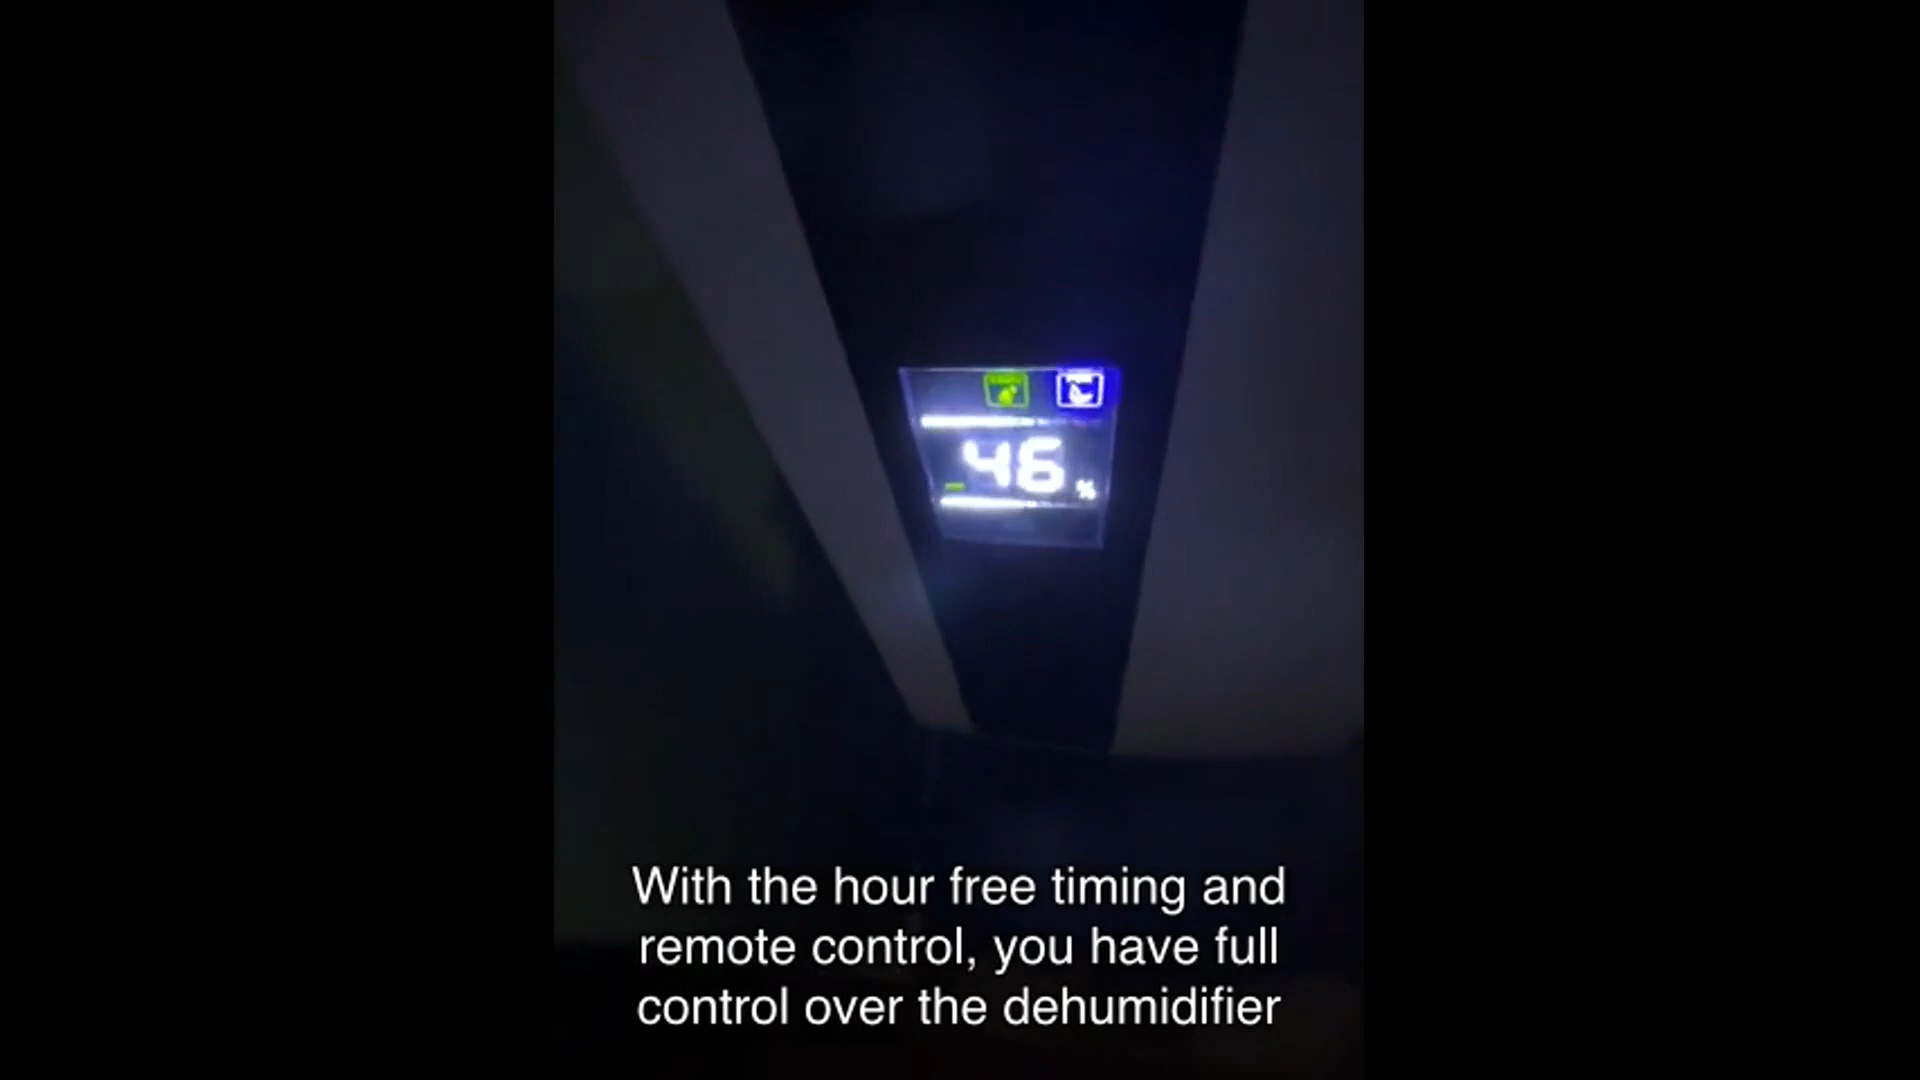 46
%
With the hour free timing and
remote control, you have full
control over the dehumidifier